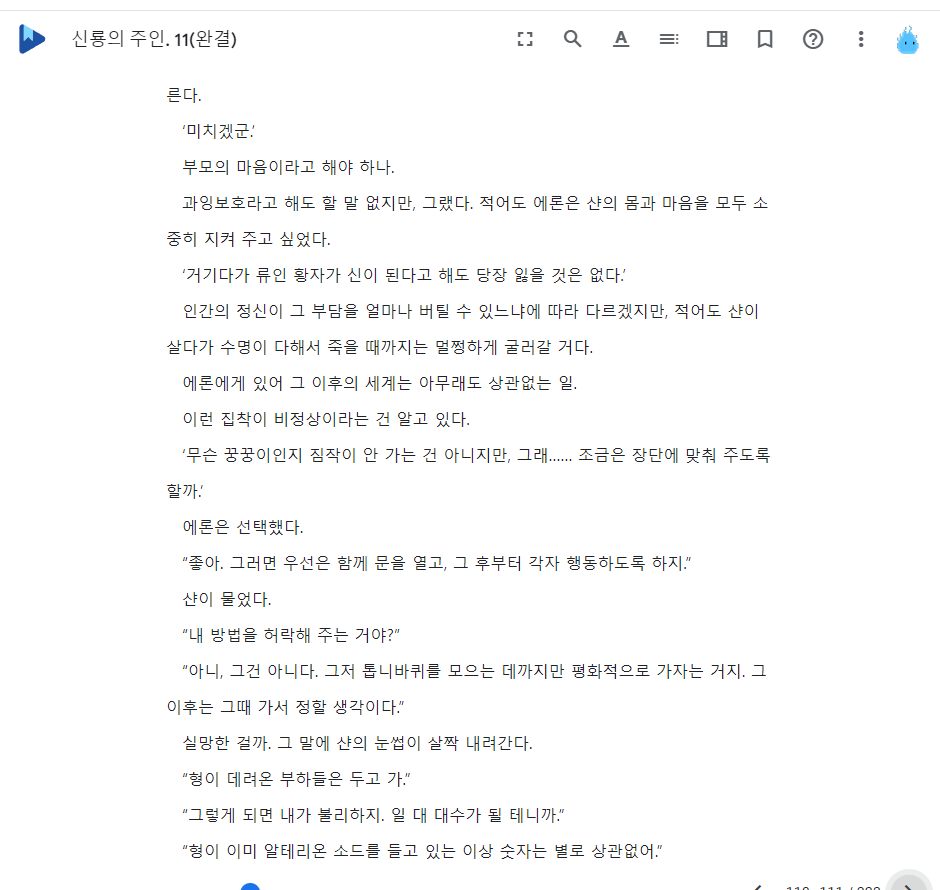 신룡의 주인. 11(완결)
른다.
‘미치겠군.’
부모의 마음이라고 해야 하나.
과잉보호라고 해도 할 말 없지만, 그랬다. 적어도 에론은 샨의 몸과 마음을 모두 소
중히 지켜 주고 싶었다.
‘거기다가 류인 황자가 신이 된다고 해도 당장 잃을 것은 없다.’
인간의 정신이 그 부담을 얼마나 버틸 수 있느냐에 따라 다르겠지만, 적어도 샨이
살다가 수명이 다해서 죽을 때까지는 멀쩡하게 굴러갈 거다.
에론에게 있어 그 이후의 세계는 아무래도 상관없는 일.
이런 집착이 비정상이라는 건 알고 있다.
‘무슨 꿍꿍이인지 짐작이 안 가는 건 아니지만, 그래…… 조금은 장단에 맞춰 주도록
할까.’
에론은 선택했다.
“좋아. 그러면 우선은 함께 문을 열고, 그 후부터 각자 행동하도록 하지.”
샨이 물었다.
“내 방법을 허락해 주는 거야?”
“아니, 그건 아니다. 그저 톱니바퀴를 모으는 데까지만 평화적으로 가자는 거지. 그
이후는 그때 가서 정할 생각이다.”
실망한 걸까. 그 말에 샨의 눈썹이 살짝 내려간다.
“형이 데려온 부하들은 두고 가.”
“그렇게 되면 내가 불리하지. 일 대 대수가 될 테니까.”
“형이 이미 알테리온 소드를 들고 있는 이상 숫자는 별로 상관없어.”